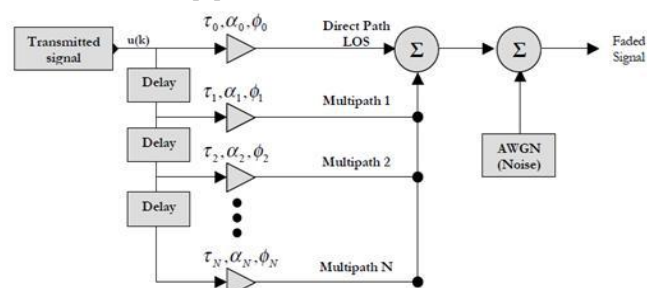 Transmitted
signal
u(k)
τ₀, α₀, ϕ₀
Direct Path
LOS
Σ
Σ
Faded
Signal
Delay
τ₁, α₁, ϕ₁
Multipath 1
Delay
τ₂, α₂, ϕ₂
Multipath 2
AWGN
(Noise)
Delay
τN, αN, ϕN
Multipath N